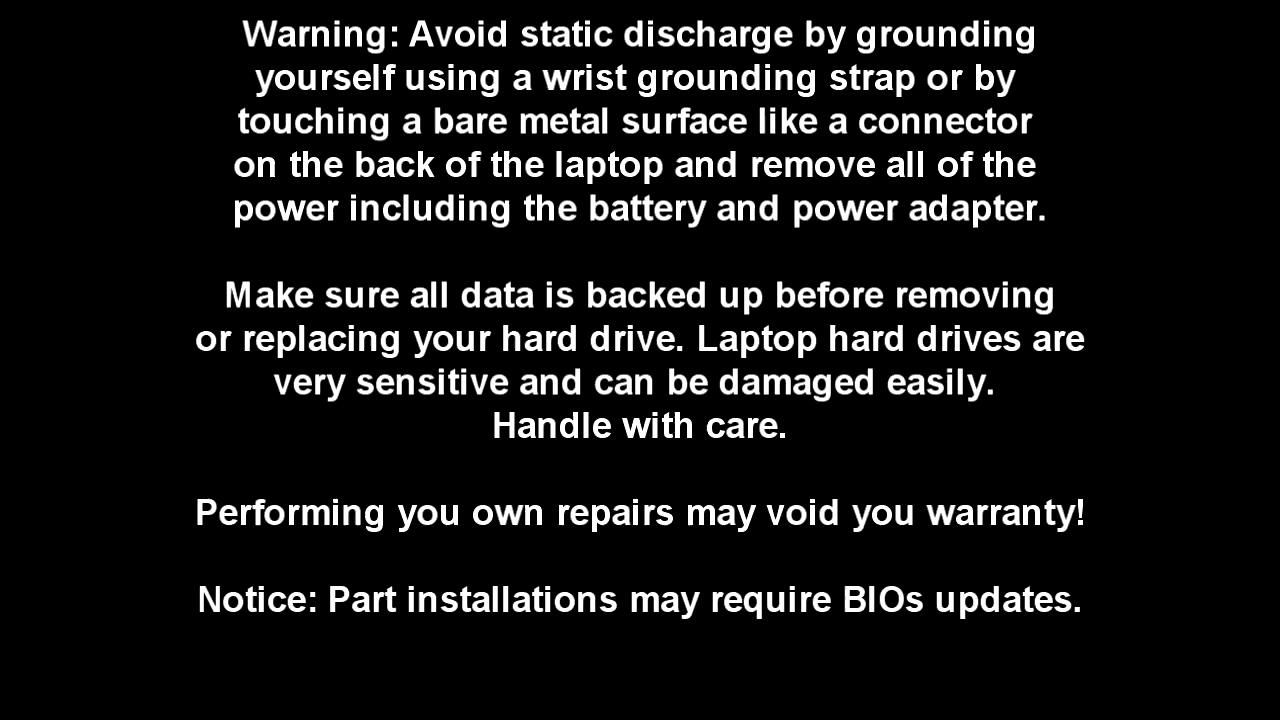 Warning: Avoid static discharge by grounding
yourself using a wrist grounding strap or by
touching a bare metal surface like a connector
on the back of the laptop and remove all of the
power including the battery and power adapter.
Make sure all data is backed up before removing
or replacing your hard drive. Laptop hard drives are
very sensitive and can be damaged easily.
Handle with care.
Performing you own repairs may void you warranty!
Notice: Part installations may require BIOs updates.